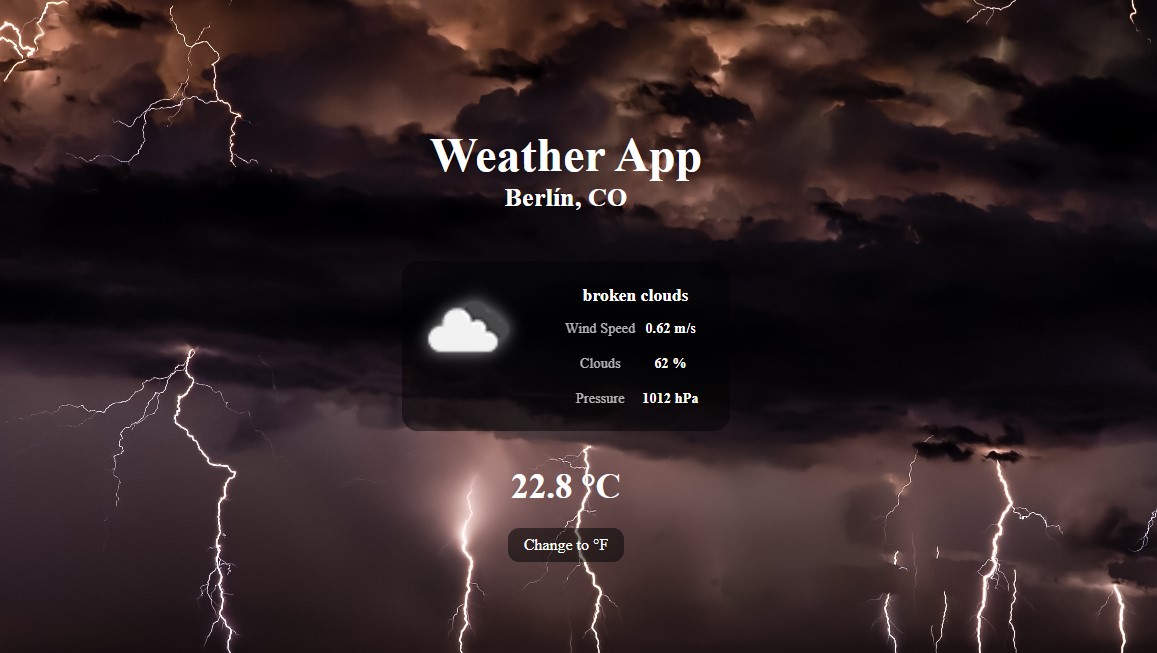 Weather App
Berlín, CO
broken clouds
Wind Speed 0.62 m/s
Clouds 62 %
Pressure 1012 hPa
22.8 °C
Change to °F